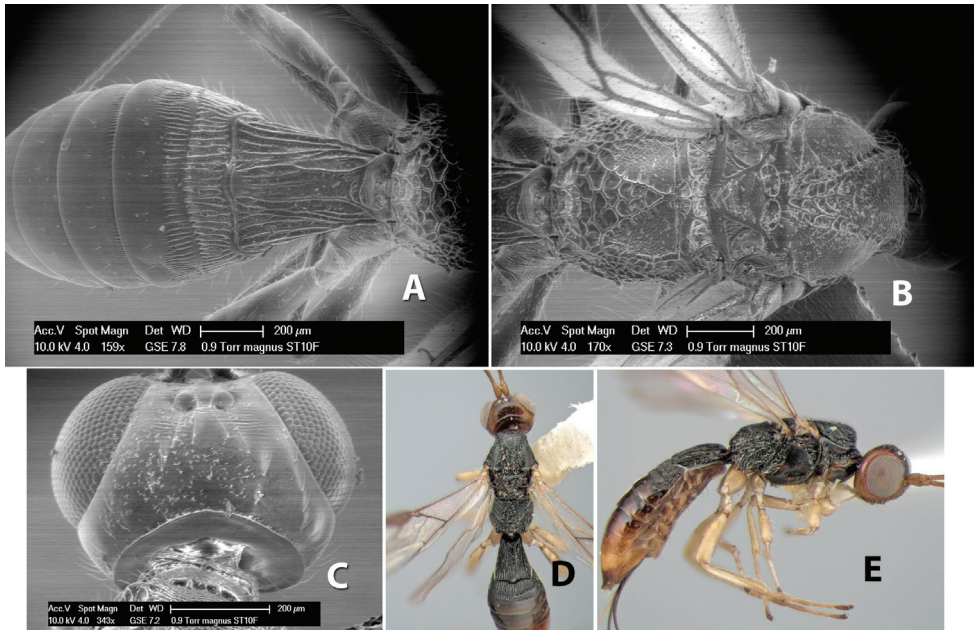 A
Acc.V Spot Magn Det WD 200 µm
10.0 kV 4.0 159x GSE 7.8 0.9 Torr magnus ST10F
B
Acc.V Spot Magn Det WD 200 µm
10.0 kV 4.0 170x GSE 7.3 0.9 Torr magnus ST10F
C
Acc.V Spot Magn Det WD 200 µm
10.0 kV 4.0 343x GSE 7.2 0.9 Torr magnus ST10F
D
E